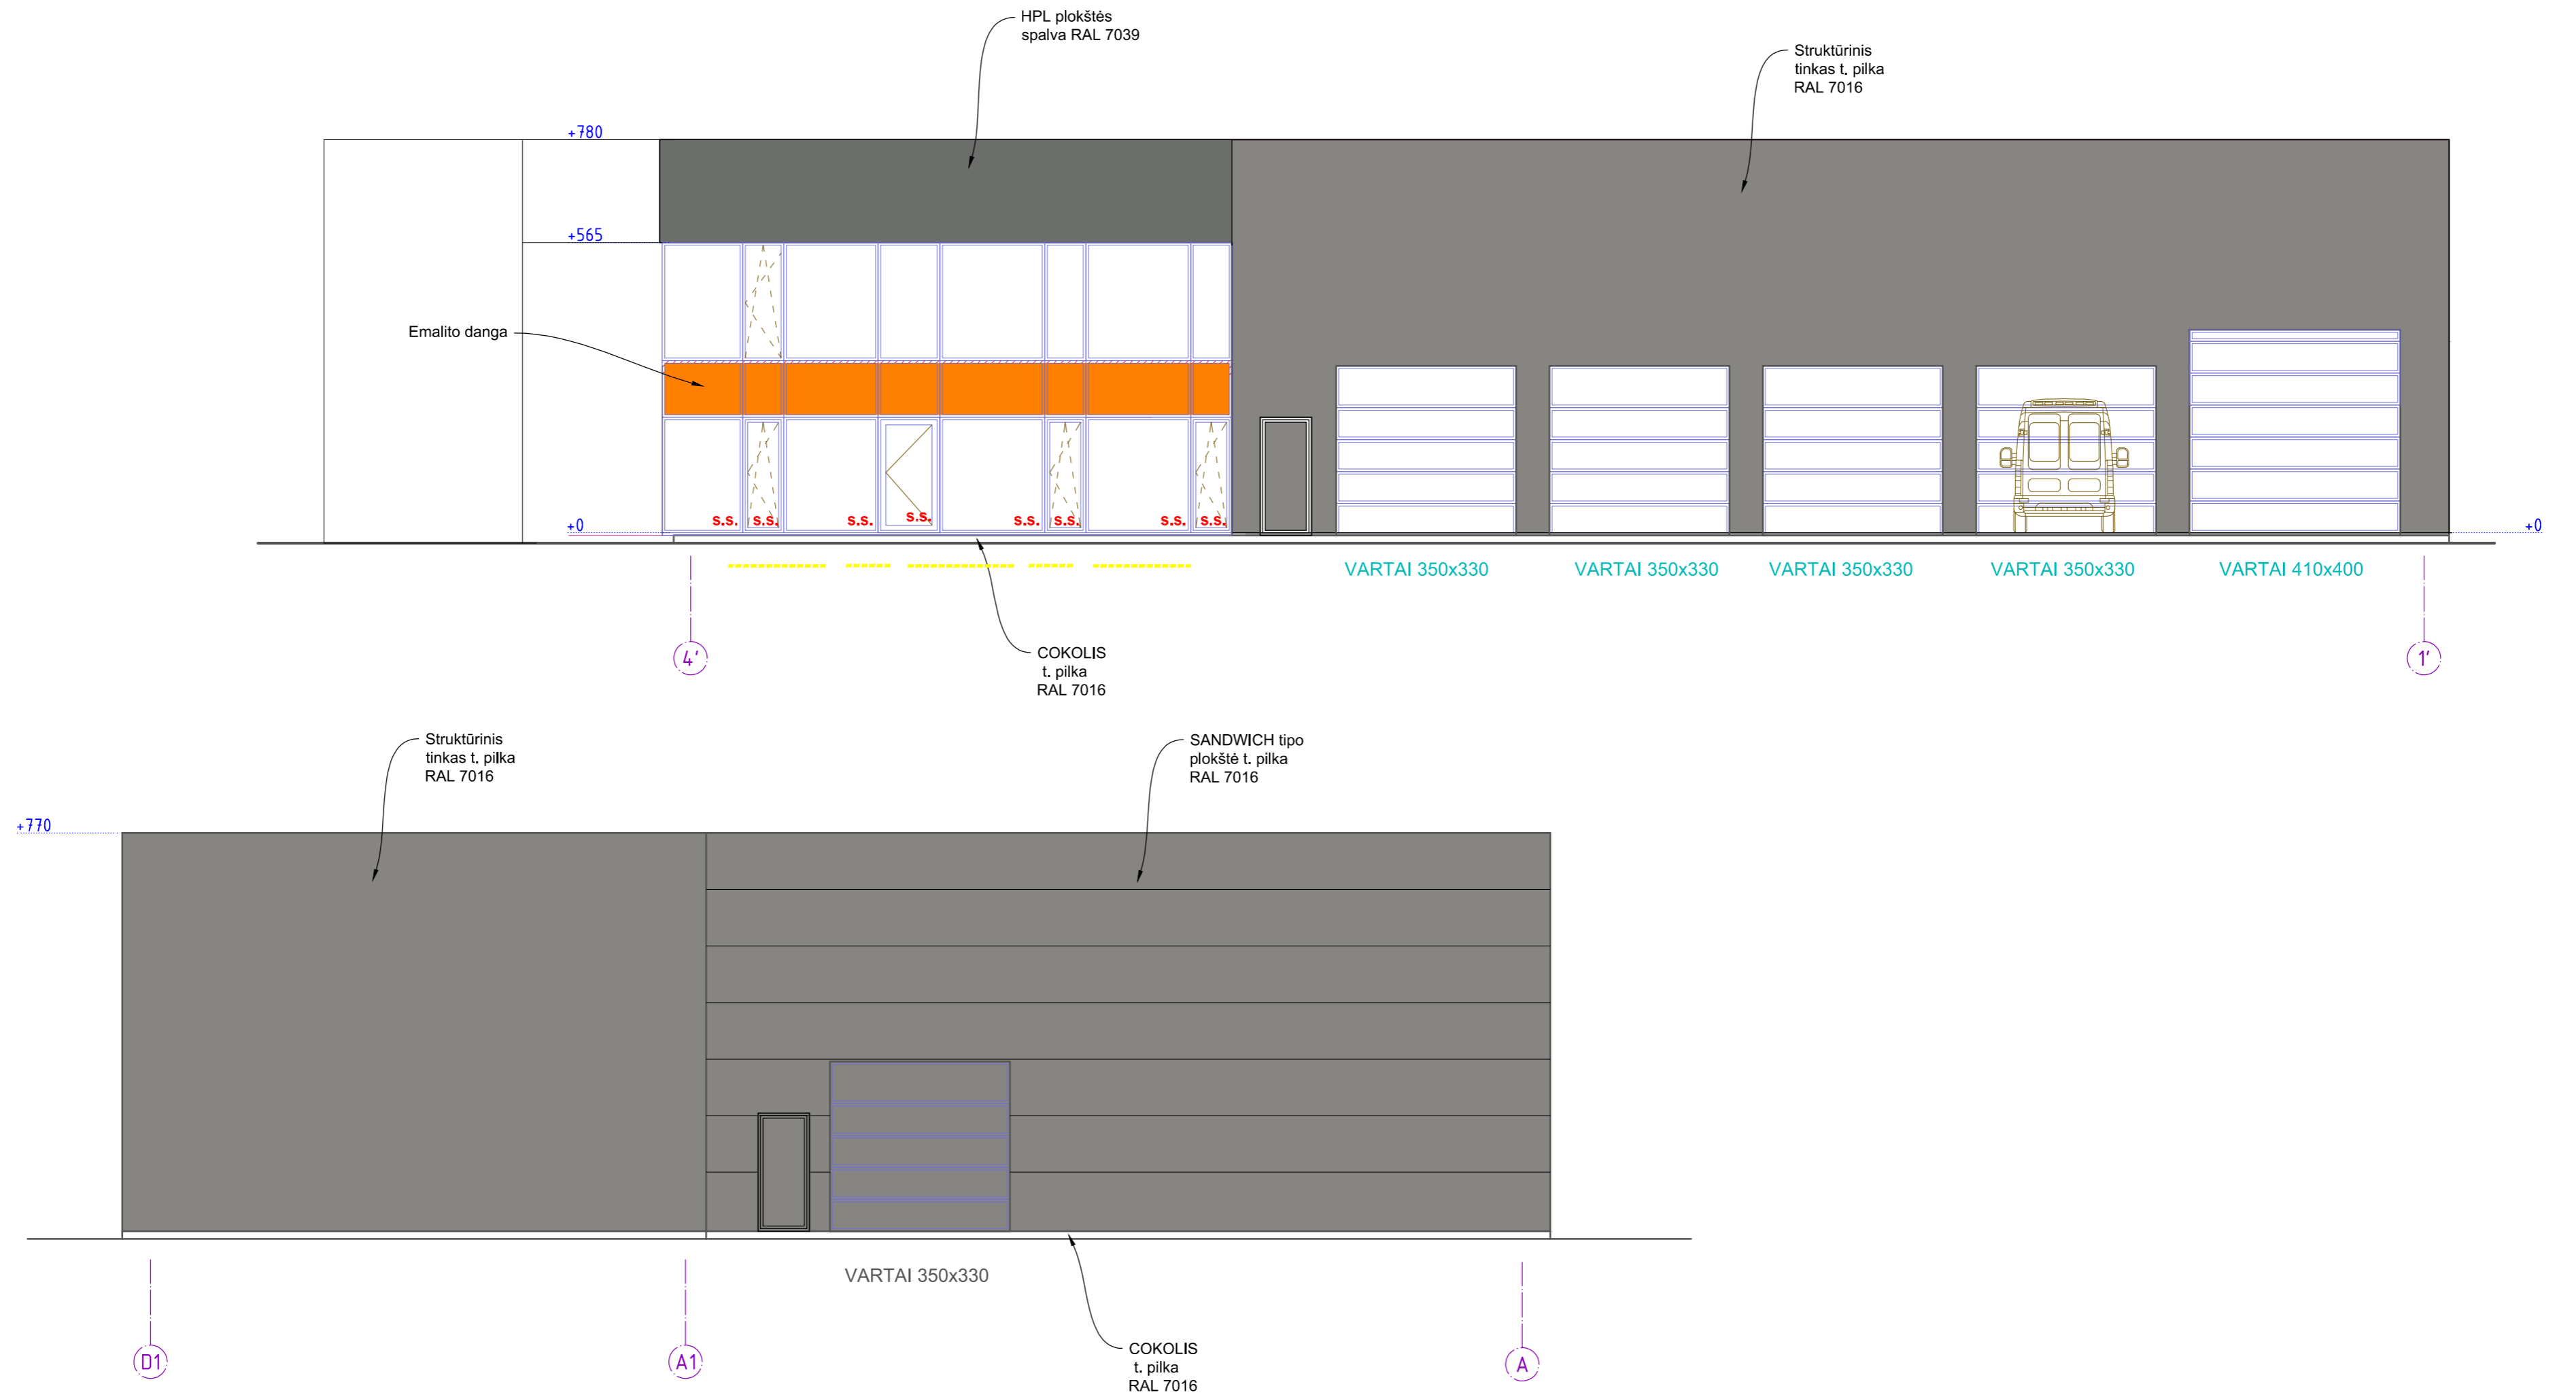 HPL plokštės
spalva RAL 7039
Struktūrinis
tinkas t. pilka
RAL 7016
+780
+565
Emalito danga
+0
s.s.
s.s.
s.s.
s.s.
s.s.
s.s.
s.s.
s.s.
+0
VARTAI 350x330
VARTAI 350x330
VARTAI 350x330
VARTAI 350x330
VARTAI 410x400
COKOLIS
t. pilka
RAL 7016
4'
1'
Struktūrinis
tinkas t. pilka
RAL 7016
SANDWICH tipo
plokštė t. pilka
RAL 7016
+770
VARTAI 350x330
COKOLIS
t. pilka
RAL 7016
D1
A1
A